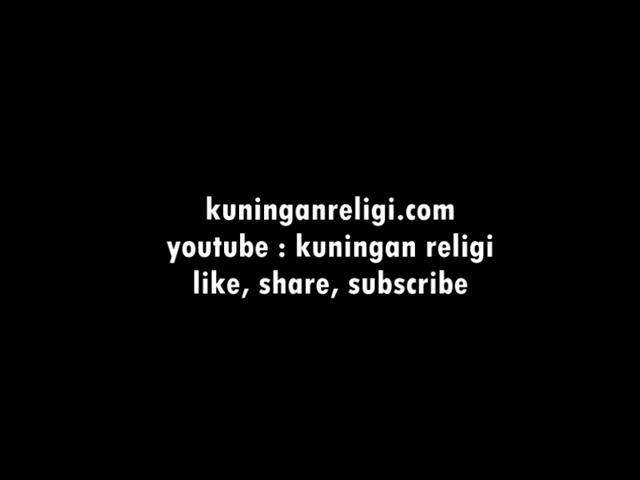 kuninganreligi.com
youtube : kuningan religi
like, share, subscribe